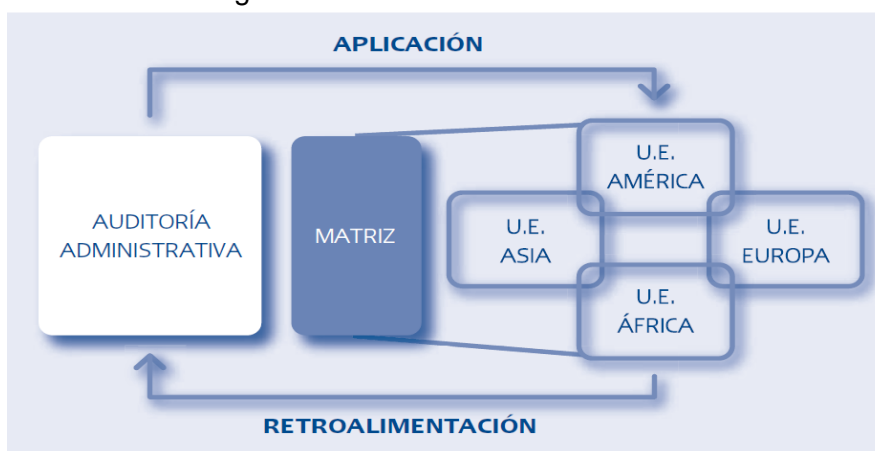 APLICACIÓN
AUDITORÍA
ADMINISTRATIVA
MATRIZ
U.E.
AMÉRICA
U.E.
ASIA
U.E.
EUROPA
U.E.
ÁFRICA
RETROALIMENTACIÓN